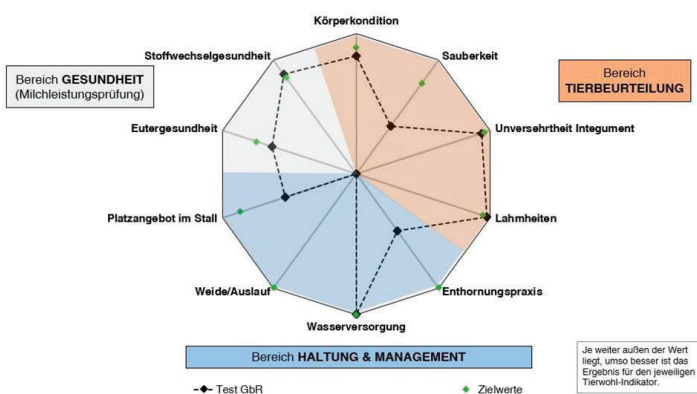 Körperkondition
Stoffwechselgesundheit
Sauberkeit
Bereich GESUNDHEIT
(Milchleistungsprüfung)
Bereich
TIERBEURTEILUNG
Eutergesundheit
Unversehrtheit Integument
Platzangebot im Stall
Lahmheiten
Weide/Auslauf
Enthornungspraxis
Wasserversorgung
Bereich HALTUNG & MANAGEMENT
Je weiter außen der Wert
liegt, umso besser ist das
Ergebnis für den jeweiligen
Tierwohl-Indikator.
Test GbR
Zielwerte